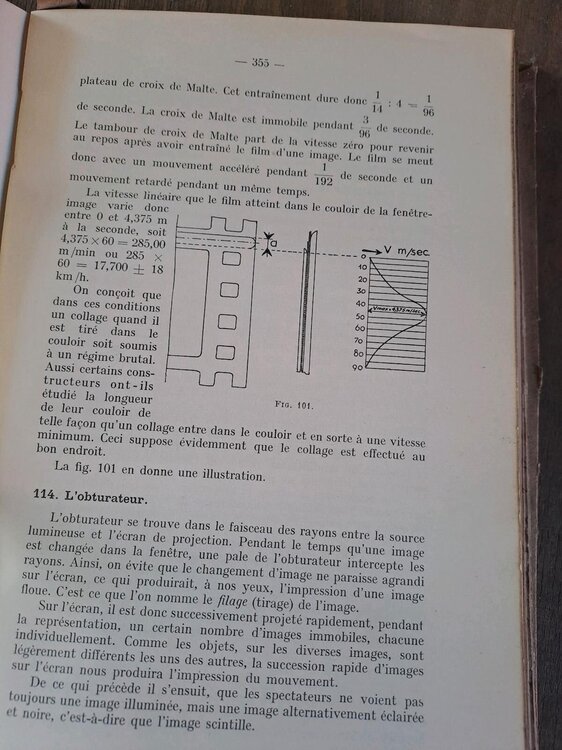 — 355 —
plateau de croix de Malte. Cet entraînement dure donc 1/14 : 4 = 1/96
de seconde. La croix de Malte est immobile pendant 3/96 de seconde.
Le tambour de croix de Malte part de la vitesse zéro pour revenir
au repos après avoir entraîné le film d'une image. Le film se meut
donc avec un mouvement accéléré pendant 1/192 de seconde et un
mouvement retardé pendant un même temps.
La vitesse linéaire que le film atteint dans le couloir de la fenêtre-
image varie donc
entre 0 et 4,375 m
à la seconde, soit
4,375 × 60 = 285,00
m/min ou 285 ×
60 = 17,700 ± 18
km/h.
On conçoit que
dans ces conditions
un collage quand il
est tiré dans le
couloir soit soumis
à un régime brutal.
Aussi certains cons-
tructeurs ont-ils
étudié la longueur
de leur couloir de
telle façon qu'un collage entre dans le couloir et en sorte à une vitesse
minimum. Ceci suppose évidemment que le collage est effectué au
bon endroit.
a
V m/sec.
0
10
20
30
40
Vmax=4,375 m/sec
50
60
70
80
90
FIG. 101.
La fig. 101 en donne une illustration.
114. L'obturateur.
L'obturateur se trouve dans le faisceau des rayons entre la source
lumineuse et l'écran de projection. Pendant le temps qu'une image
est changée dans la fenêtre, une pale de l'obturateur intercepte les
rayons. Ainsi, on évite que le changement d'image ne paraisse agrandi
sur l'écran, ce qui produirait, à nos yeux, l'impression d'une image
floue. C'est ce que l'on nomme le filage (tirage) de l'image.
Sur l'écran, il est donc successivement projeté rapidement, pendant
la représentation, un certain nombre d'images immobiles, chacune
individuellement. Comme les objets, sur les diverses images, sont
légèrement différents les uns des autres, la succession rapide d'images
sur l'écran nous produira l'impression du mouvement.
De ce qui précède il s'ensuit, que les spectateurs ne voient pas
toujours une image illuminée, mais une image alternativement éclairée
et noire, c'est-à-dire que l'image scintille.